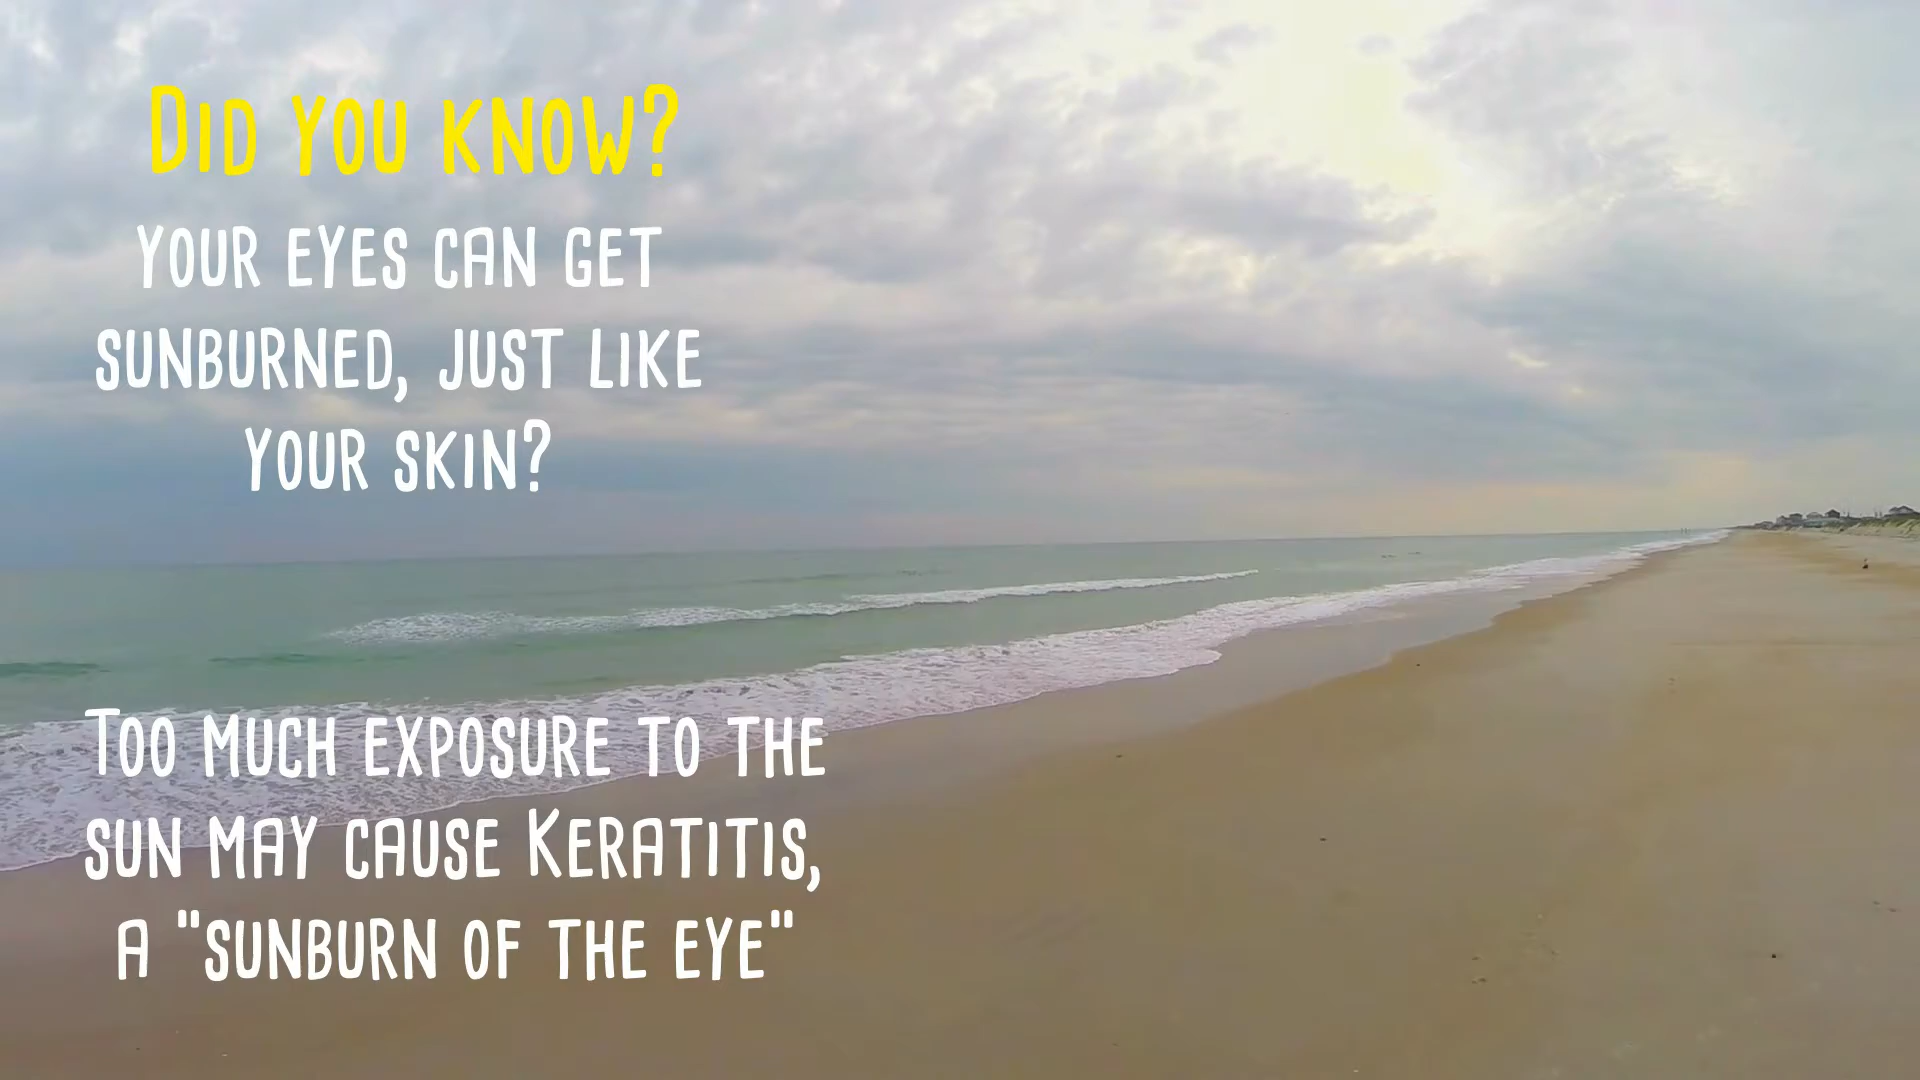 Did you know?
your eyes can get
sunburned, just like
your skin?
Too much exposure to the
sun may cause Keratitis,
a "sunburn of the eye"